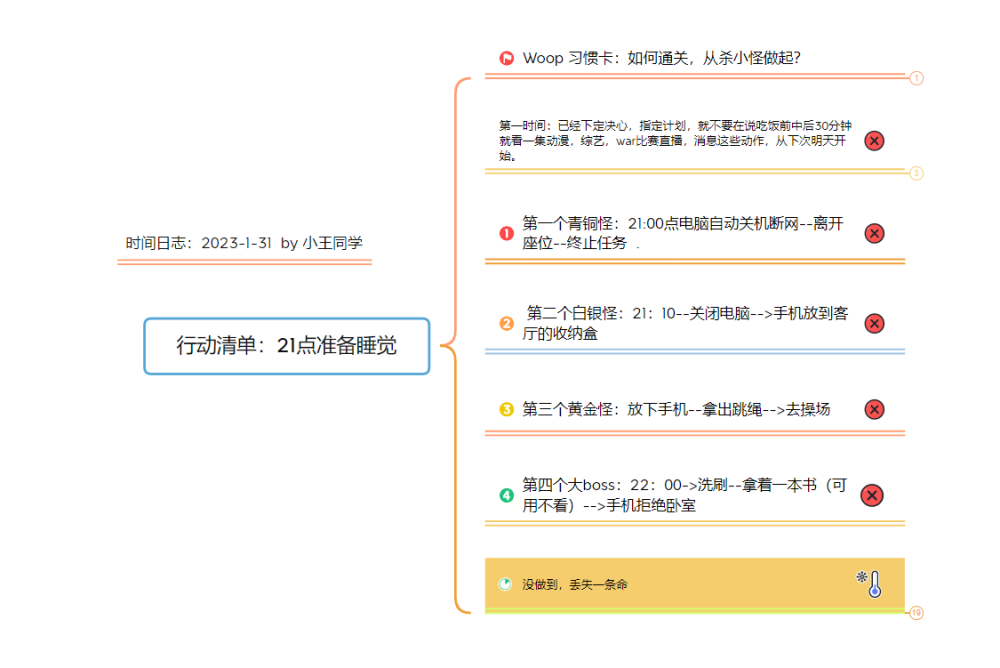 时间日志：2023-1-31 by 小王同学
行动清单：21点准备睡觉
Woop 习惯卡：如何通关，从杀小怪做起？
1
第一时间：已经下定决心，指定计划，就不要在说吃饭前中后30分钟
就看一集动漫，综艺，war比赛直播，消息这些动作，从下次明天开
始。
3
1 第一个青铜怪：21:00点电脑自动关机断网--离开
座位--终止任务 .
2 第二个白银怪：21：10--关闭电脑-->手机放到客
厅的收纳盒
3 第三个黄金怪：放下手机--拿出跳绳-->去操场
4 第四个大boss：22：00->洗刷--拿着一本书（可
用不看）-->手机拒绝卧室
没做到，丢失一条命
19